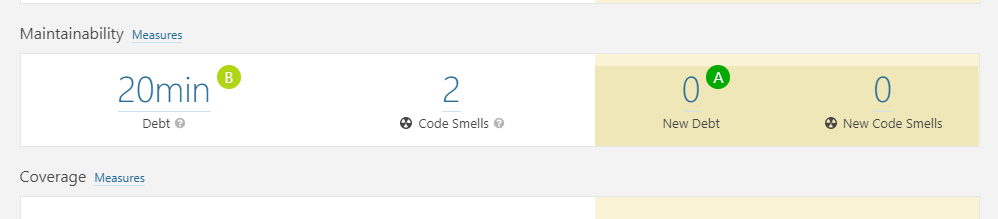 Maintainability Measures
20min B 2 0 A 0
Debt ? Code Smells ? New Debt New Code Smells
Coverage Measures